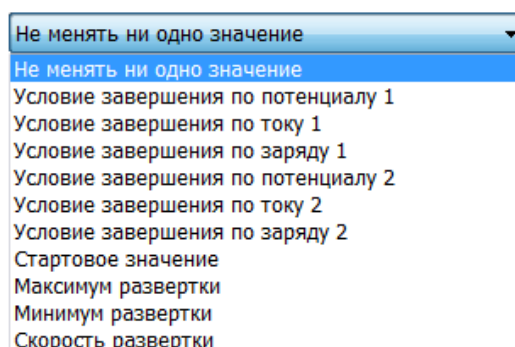 Не менять ни одно значение
Не менять ни одно значение
Условие завершения по потенциалу 1
Условие завершения по току 1
Условие завершения по заряду 1
Условие завершения по потенциалу 2
Условие завершения по току 2
Условие завершения по заряду 2
Стартовое значение
Максимум развертки
Минимум развертки
Скорость развертки